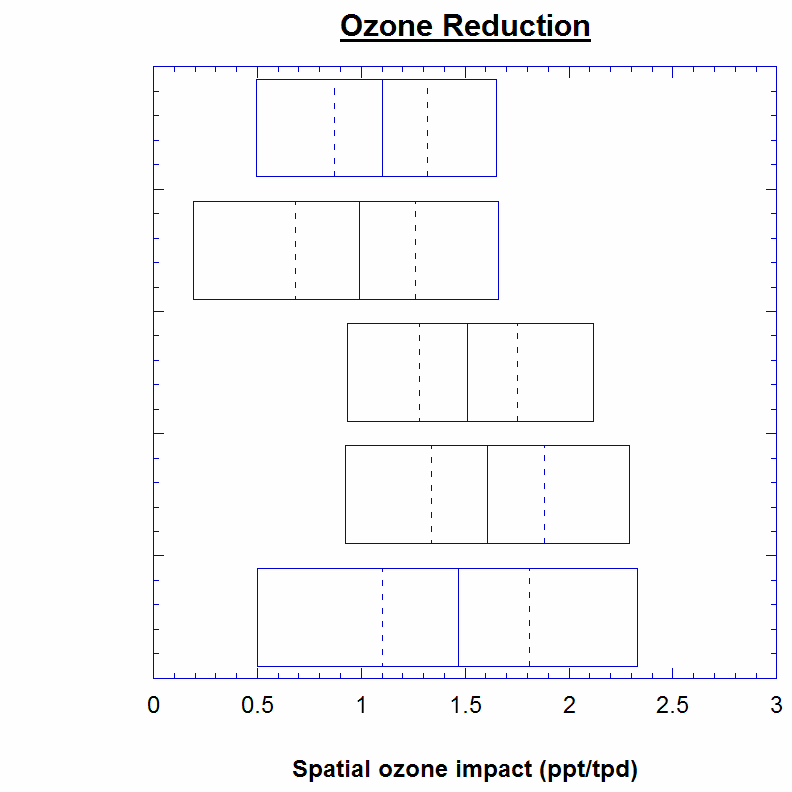 Ozone Reduction
0 0.5 1 1.5 2 2.5 3
Spatial ozone impact (ppt/tpd)